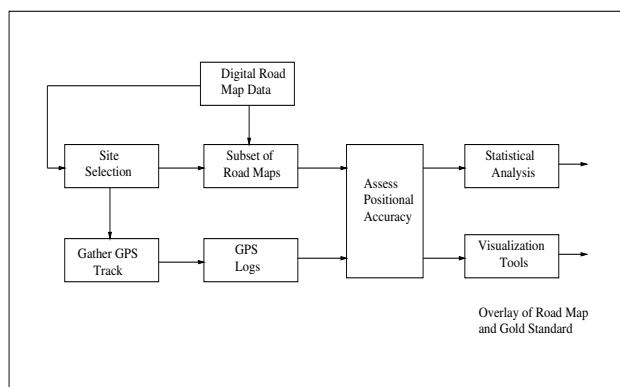 Digital Road
Map Data
Site
Selection
Subset of
Road Maps
Assess
Positional
Accuracy
Statistical
Analysis
Gather GPS
Track
GPS
Logs
Visualization
Tools
Overlay of Road Map
and Gold Standard